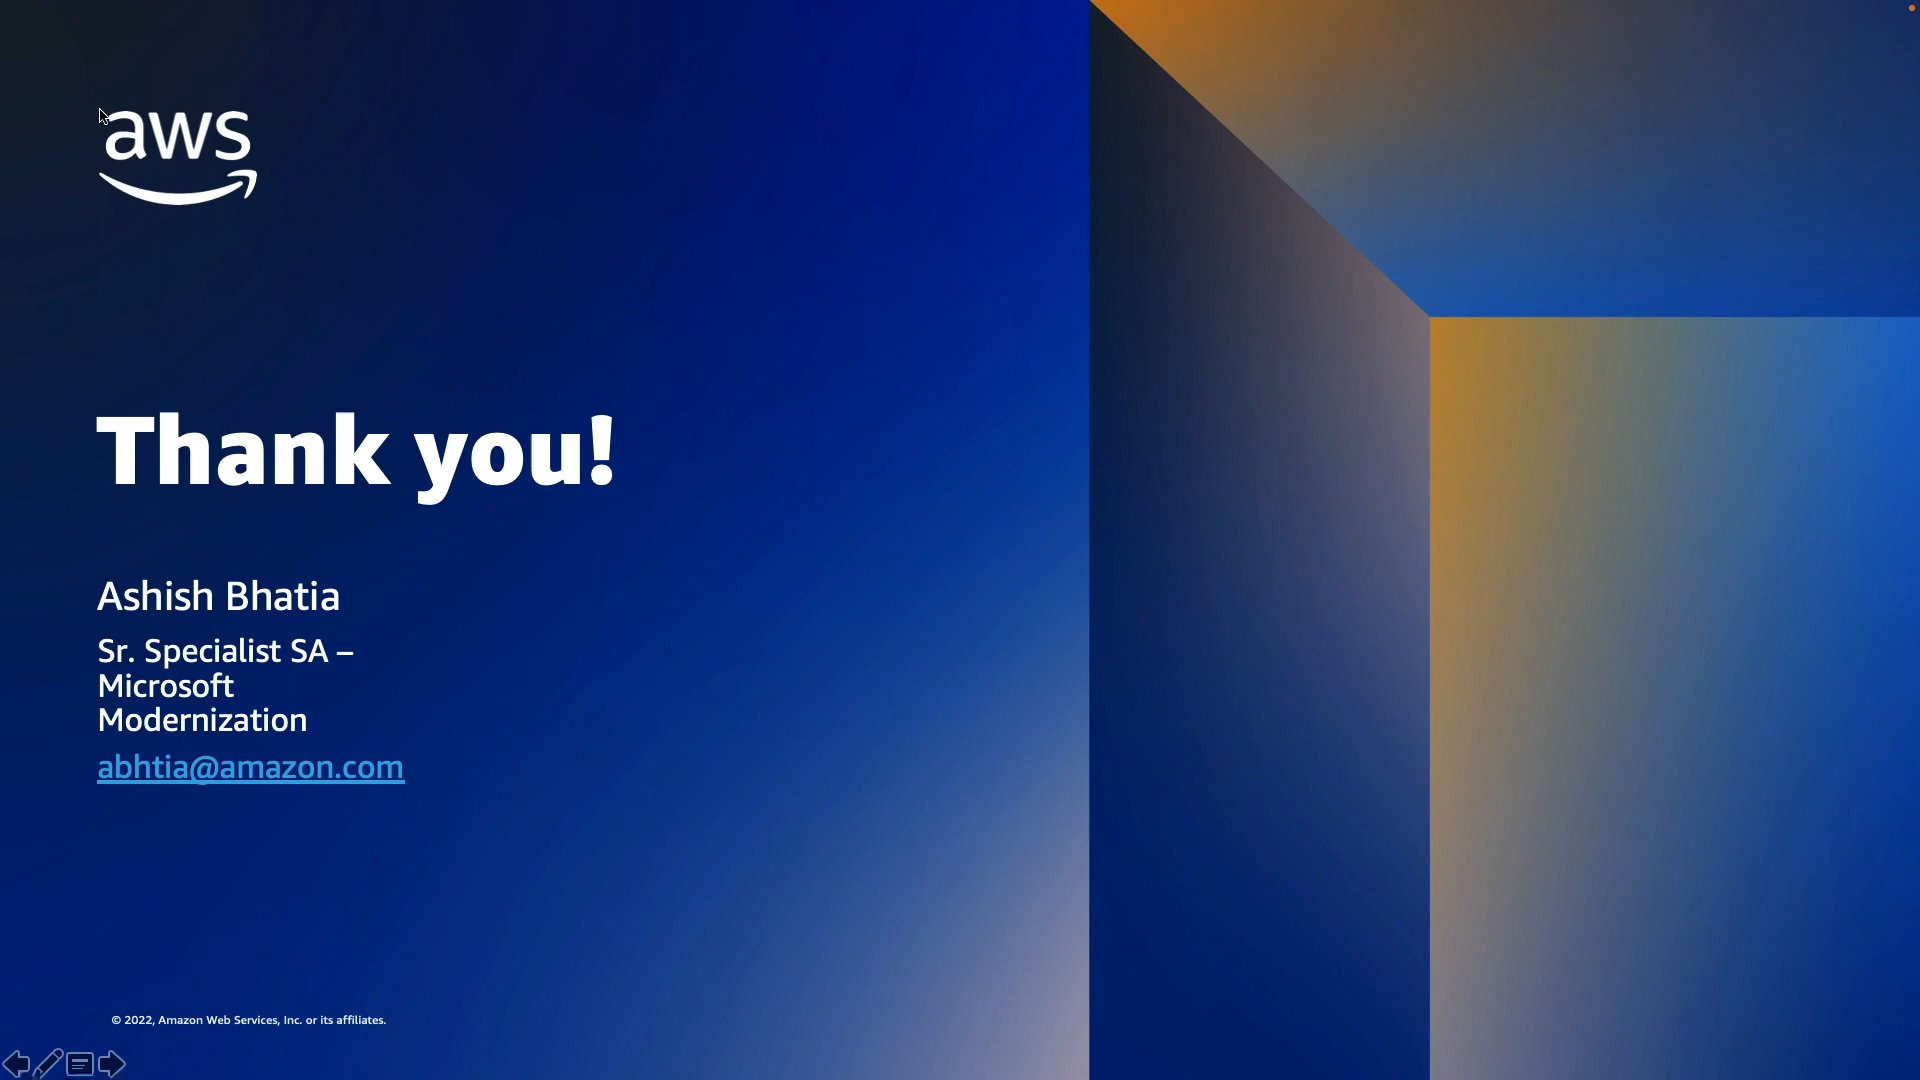 aws
Thank you!
Ashish Bhatia
Sr. Specialist SA –
Microsoft
Modernization
abhtia@amazon.com
© 2022, Amazon Web Services, Inc. or its affiliates.